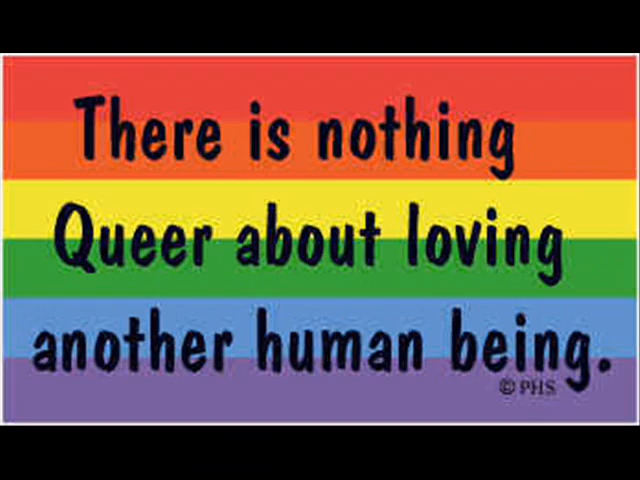 There is nothing
Queer about loving
another human being.
© PHS